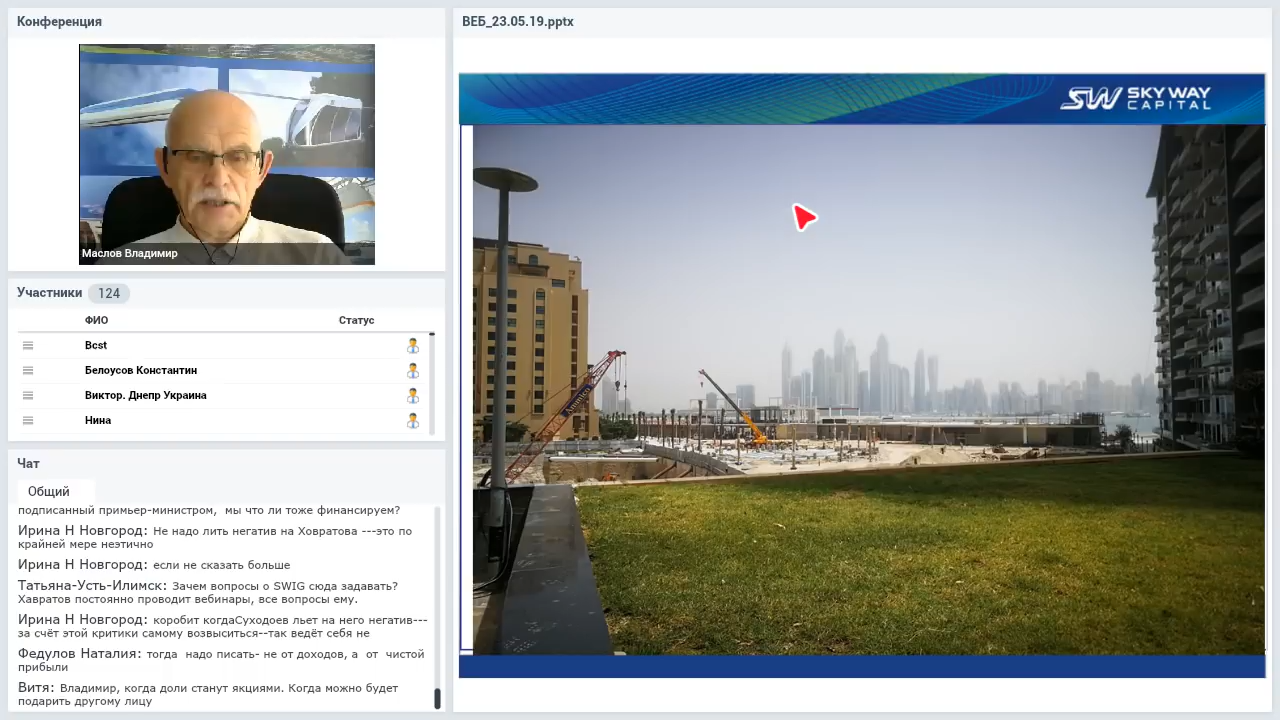 Конференция
Маслов Владимир
Участники 124
ФИО Статус
Bcst
Белоусов Константин
Виктор. Днепр Украина
Нина
Чат
Общий
подписанный примьер-министром, мы что ли тоже финансируем?
Ирина Н Новгород: Не надо лить негатив на Ховратова ---это по
крайней мере неэтично
Ирина Н Новгород: если не сказать больше
Татьяна-Усть-Илимск: Зачем вопросы о SWIG сюда задавать?
Хавратов постоянно проводит вебинары, все вопросы ему.
Ирина Н Новгород: коробит когдаСуходоев льет на него негатив---
за счёт этой критики самому возвыситься--так ведёт себя не
Федулов Наталия: тогда надо писать- не от доходов, а от чистой
прибыли
Витя: Владимир, когда доли станут якциями. Когда можно будет
подарить другому лицу
ВЕБ_23.05.19.pptx
SW SKY WAY
CAPITAL